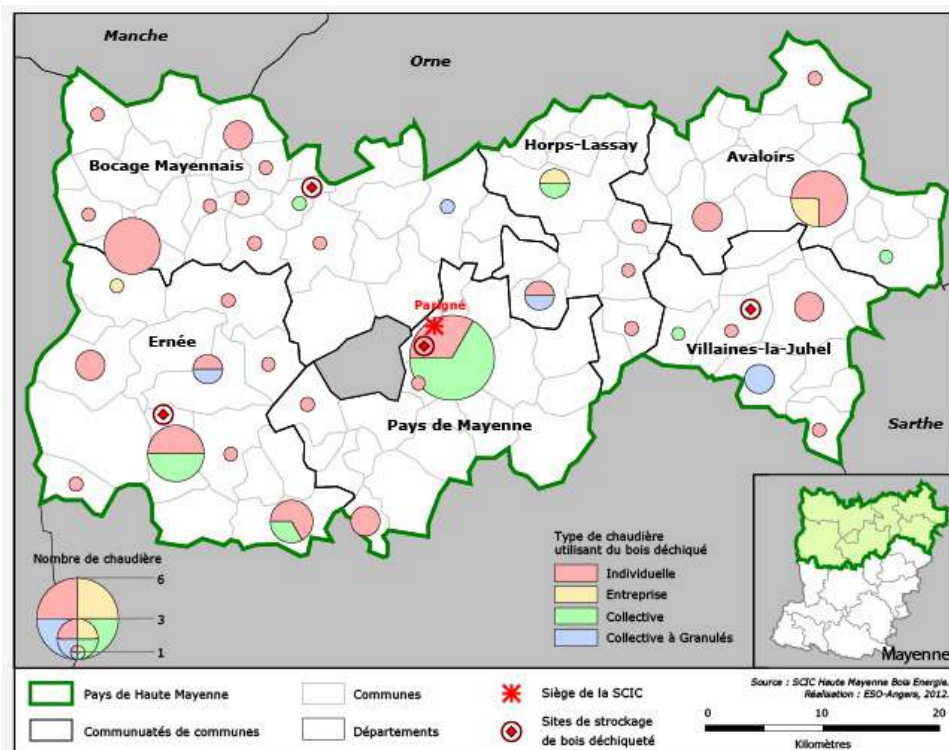 Manche
Orne
Horps-Lassay
Avaloirs
Bocage Mayennais
Parigné
Ernée
Villaines-la-Juhel
Pays de Mayenne
Sarthe
Nombre de chaudière
6
3
1
Type de chaudière
utilisant du bois déchiqué
Individuelle
Entreprise
Collective
Collective à Granulés
Mayenne
Pays de Haute Mayenne
Communuatés de communes
Communes
Départements
Siège de la SCIC
Sites de strockage
de bois déchiqueté
Source : SCIC Haute Mayenne Bois Energie.
Réalisation : ESO-Angers, 2012.
0 10 20
Kilomètres